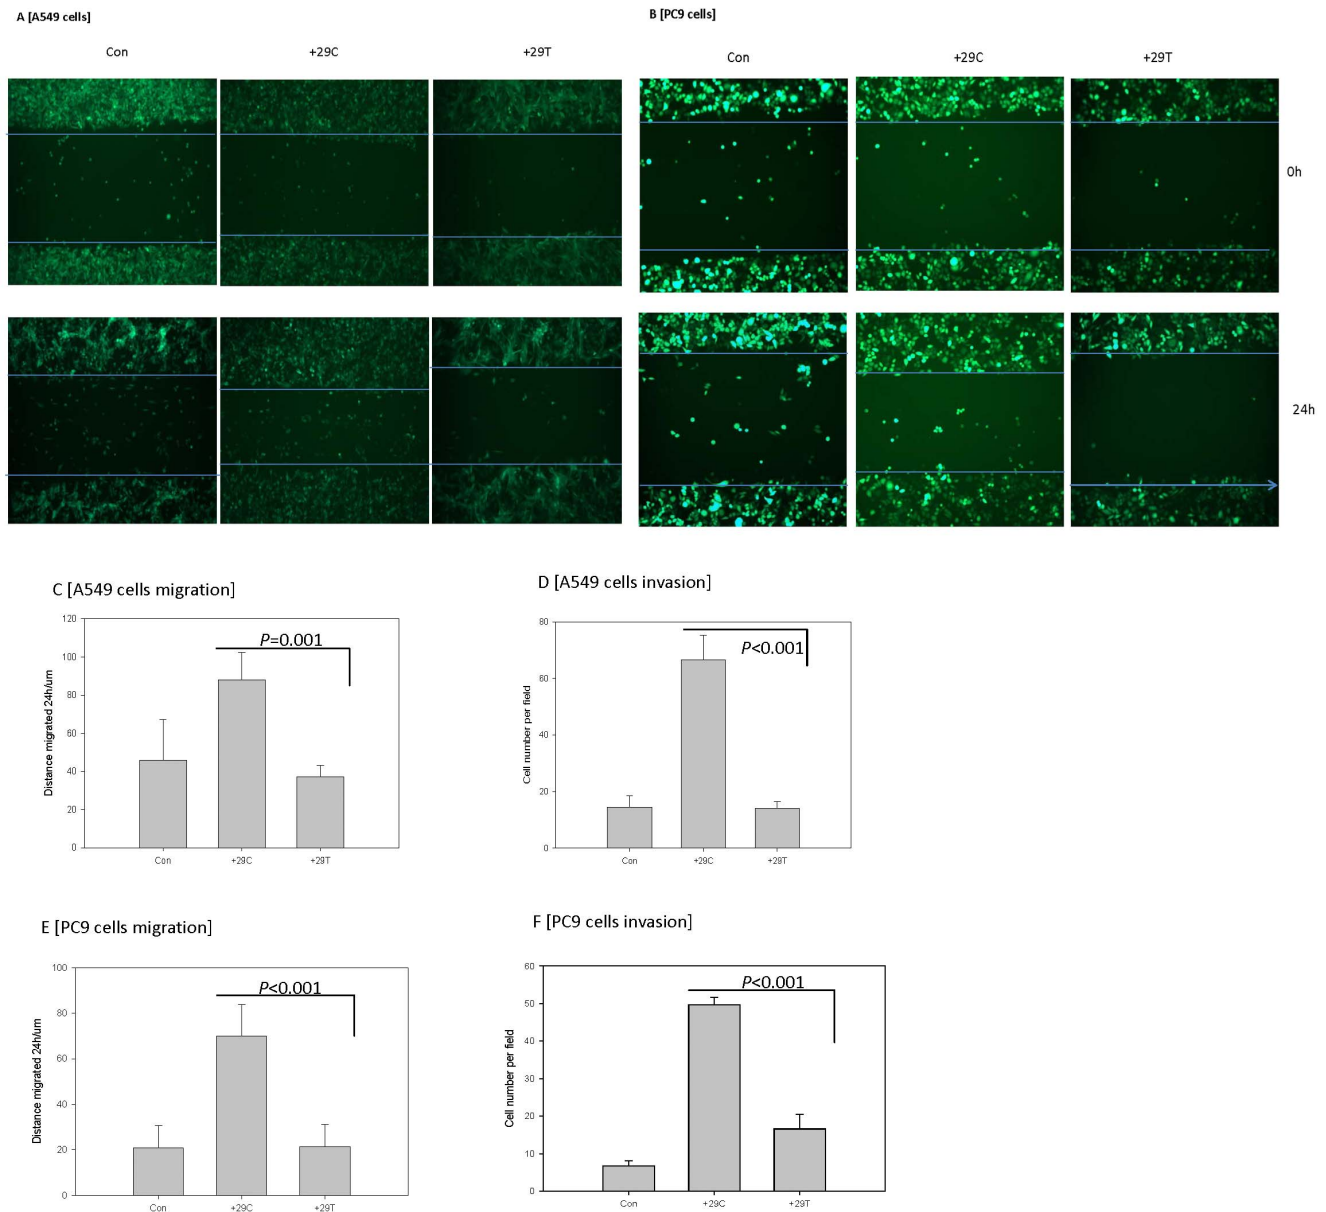 A [A549 cells]
B [PC9 cells]
Con
+29C
+29T
Con
+29C
+29T
0h
24h
C [A549 cells migration]
120
100
80
60
40
20
0
Distance migrated 24h/um
P=0.001
Con
+29C
+29T
D [A549 cells invasion]
80
60
40
20
0
Cell number per field
P<0.001
Con
+29C
+29T
E [PC9 cells migration]
100
80
60
40
20
0
Distance migrated 24h/um
P<0.001
Con
+29C
+29T
F [PC9 cells invasion]
60
50
40
30
20
10
0
Cell number per field
P<0.001
Con
+29C
+29T